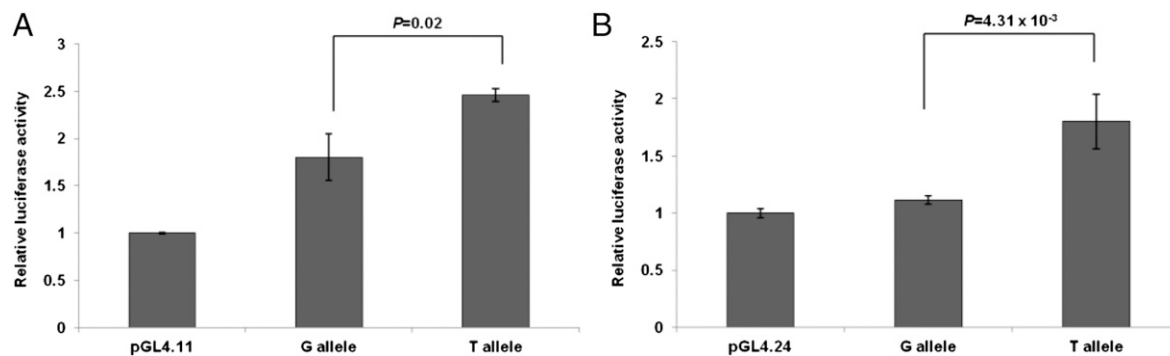 A
P=0.02
Relative luciferase activity
3
2.5
2
1.5
1
0.5
0
pGL4.11
G allele
T allele
B
P=4.31 x 10⁻³
Relative luciferase activity
2.5
2
1.5
1
0.5
0
pGL4.24
G allele
T allele